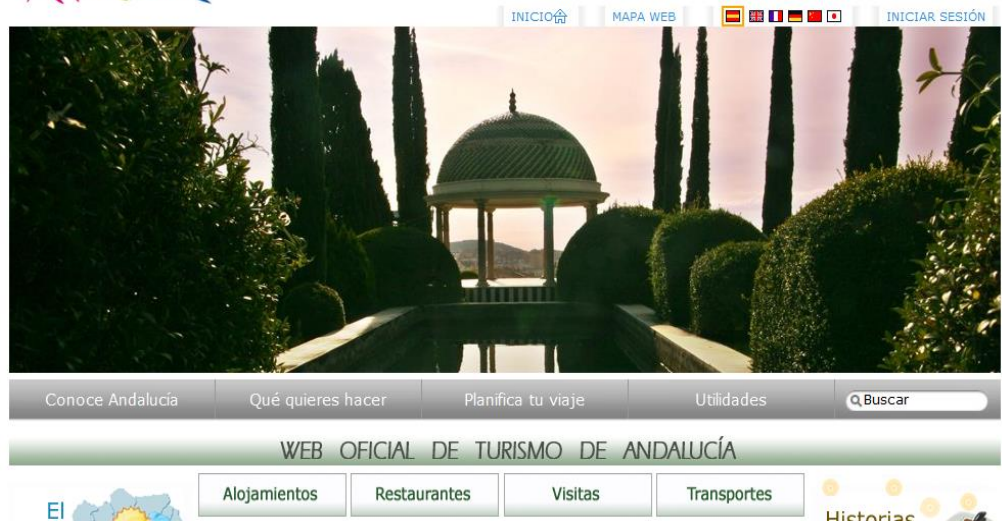 INICIO
MAPA WEB
INICIAR SESIÓN
Conoce Andalucía
Qué quieres hacer
Planifica tu viaje
Utilidades
Buscar
WEB OFICIAL DE TURISMO DE ANDALUCÍA
Alojamientos
Restaurantes
Visitas
Transportes
El
Historias